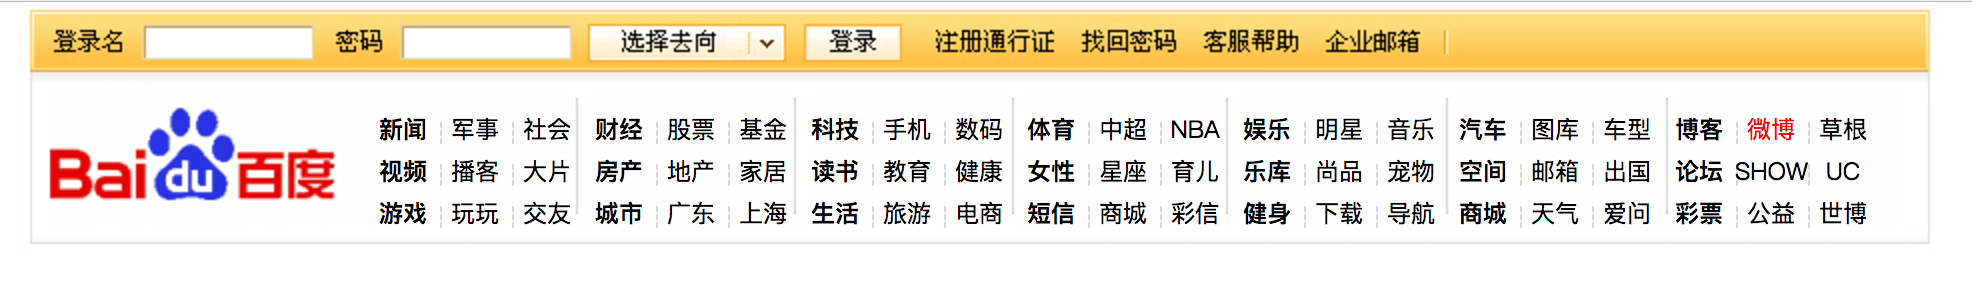 登录名 密码 选择去向 登录 注册通行证 找回密码 客服帮助 企业邮箱
Bai du 百度
新闻 军事 社会 财经 股票 基金 科技 手机 数码 体育 中超 NBA 娱乐 明星 音乐 汽车 图库 车型 博客 微博 草根
视频 播客 大片 房产 地产 家居 读书 教育 健康 女性 星座 育儿 乐库 尚品 宠物 空间 邮箱 出国 论坛 SHOW UC
游戏 玩玩 交友 城市 广东 上海 生活 旅游 电商 短信 商城 彩信 健身 下载 导航 商城 天气 爱问 彩票 公益 世博